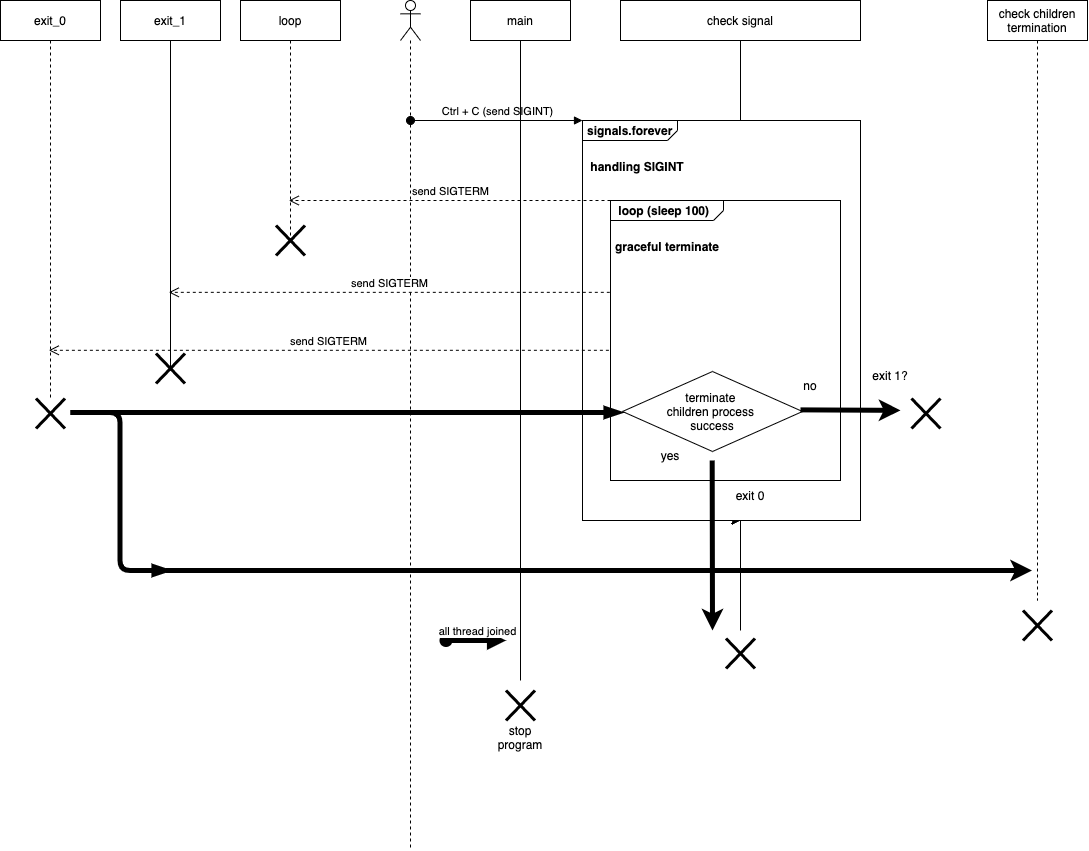 exit_0
exit_1
loop
main
check signal
check children
termination
Ctrl + C (send SIGINT)
signals.forever
handling SIGINT
send SIGTERM
loop (sleep 100)
graceful terminate
send SIGTERM
send SIGTERM
no
exit 1?
terminate
children process
success
yes
exit 0
all thread joined
stop
program